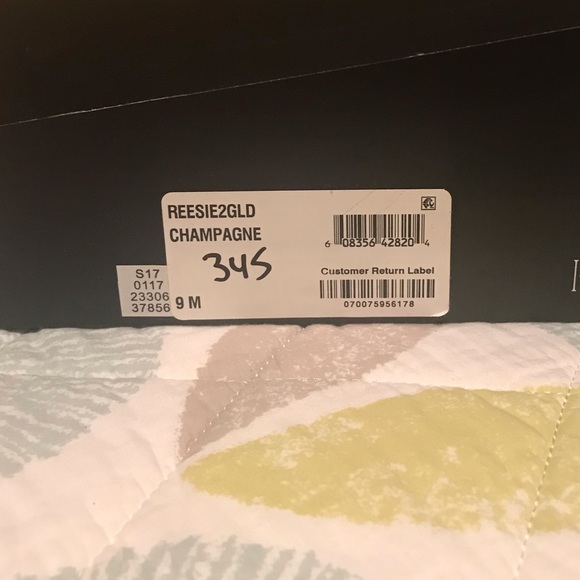 REESIE2GLD
CHAMPAGNE
345
6 08356 42820 4
Customer Return Label
070075956178
S17
0117
23306
37856
9 M